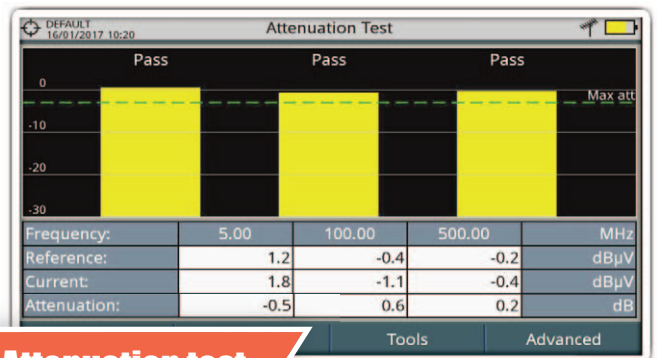 DEFAULT
16/01/2017 10:20
Attenuation Test
Pass Pass Pass
0
Max att
-10
-20
-30
Frequency: 5.00 100.00 500.00 MHz
Reference: 1.2 -0.4 -0.2 dBµV
Current: 1.8 -1.1 -0.4 dBµV
Attenuation: -0.5 0.6 0.2 dB
Tools Advanced
Attenuation test